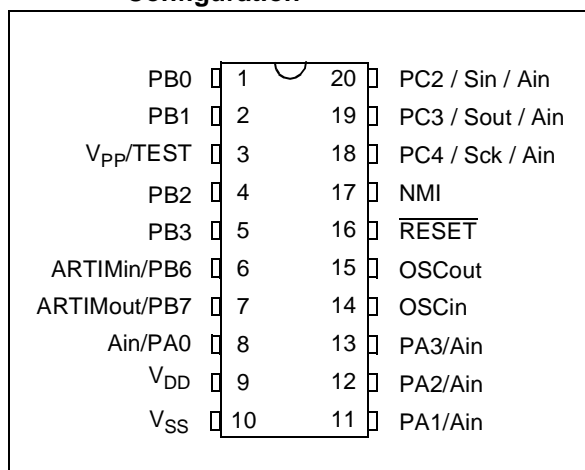 Configuration
PB0 1 20 PC2 / Sin / Ain
PB1 2 19 PC3 / Sout / Ain
VPP/TEST 3 18 PC4 / Sck / Ain
PB2 4 17 NMI
PB3 5 16 RESET
ARTIMin/PB6 6 15 OSCout
ARTIMout/PB7 7 14 OSCin
Ain/PA0 8 13 PA3/Ain
VDD 9 12 PA2/Ain
VSS 10 11 PA1/Ain